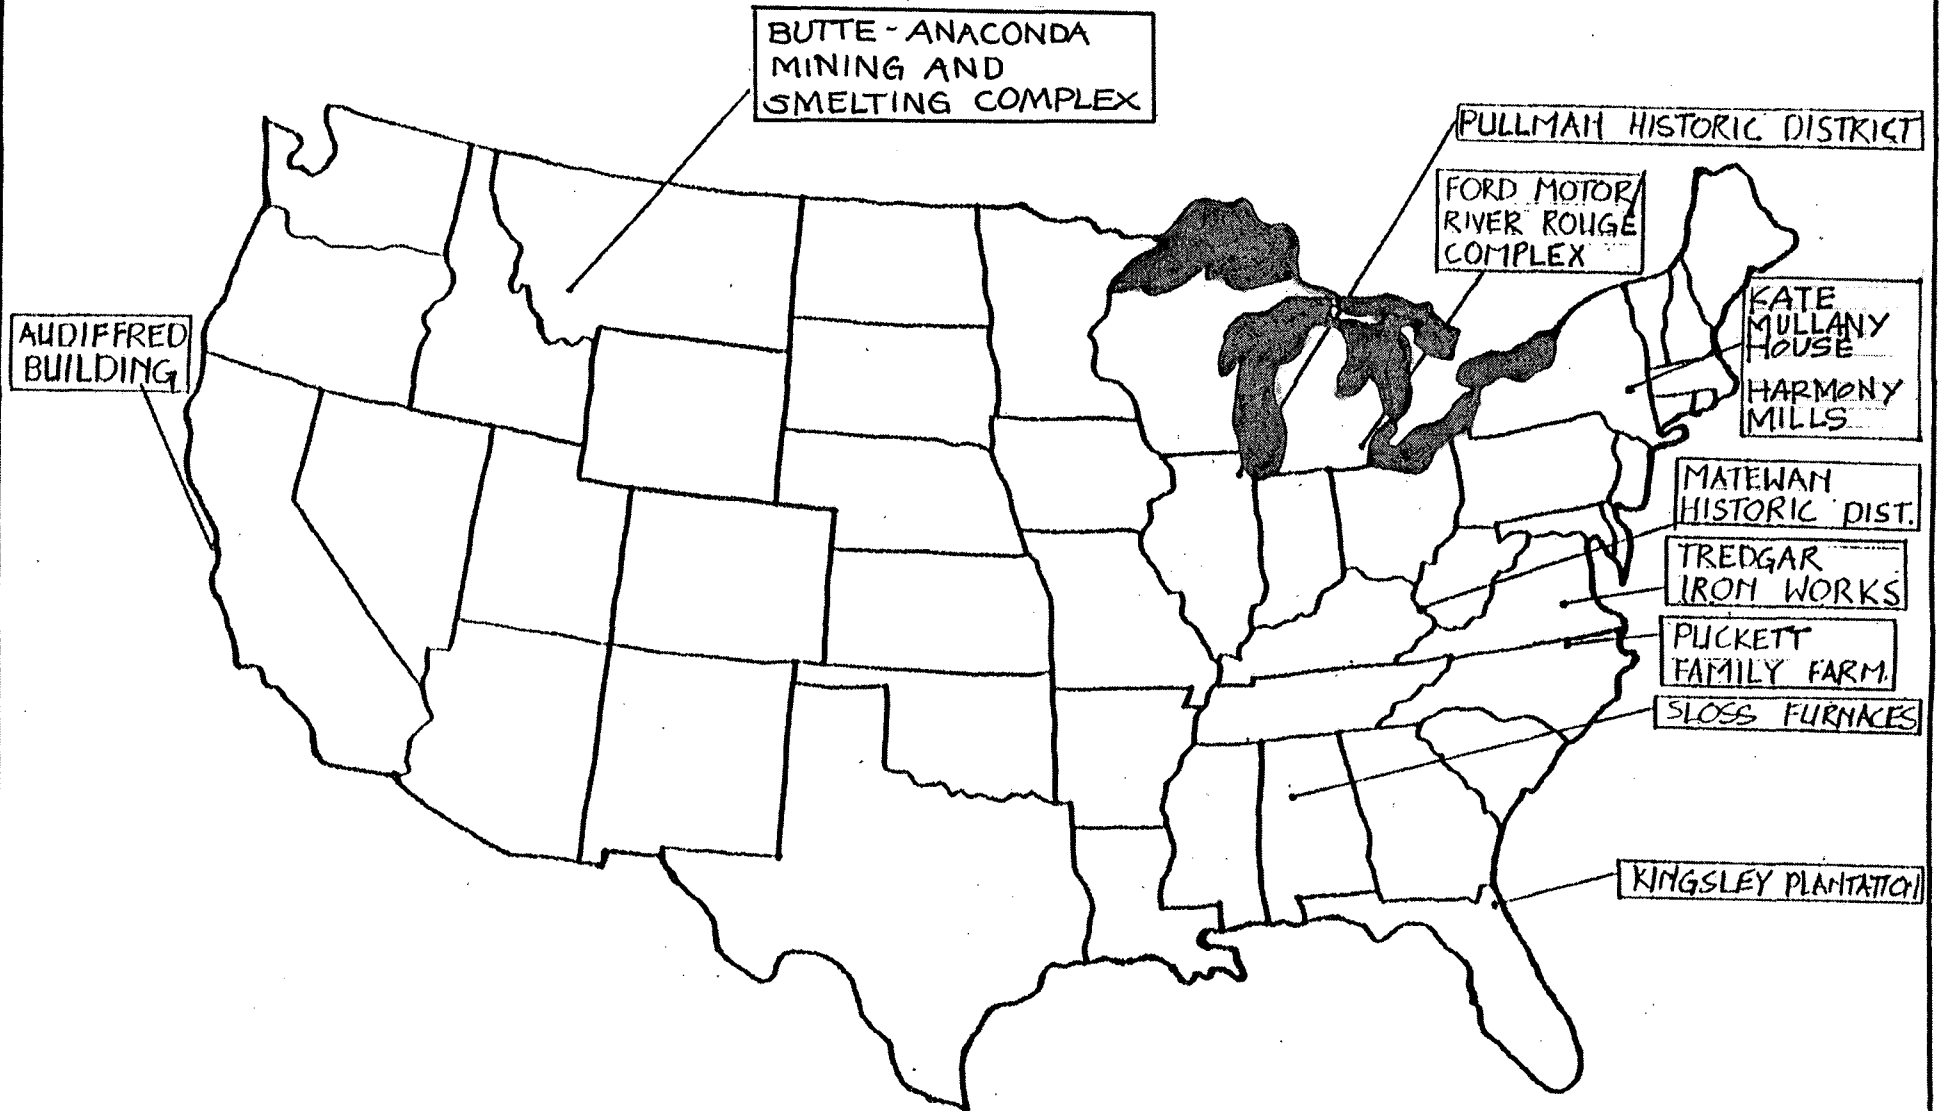 BUTTE - ANACONDA
MINING AND
SMELTING COMPLEX
PULLMAN HISTORIC DISTRICT
FORD MOTOR/
RIVER ROUGE
COMPLEX
AUDIFFRED
BUILDING
KATE
MULLANY
HOUSE
HARMONY
MILLS
MATEWAN
HISTORIC DIST.
TREDGAR
IRON WORKS
PUCKETT
FAMILY FARM.
SLOSS FURNACES
KINGSLEY PLANTATION